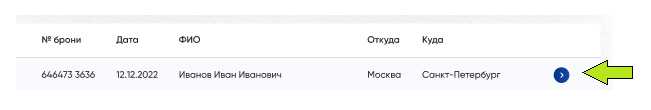 № брони Дата ФИО Откуда Куда
646473 3636 12.12.2022 Иванов Иван Иванович Москва Санкт-Петербург